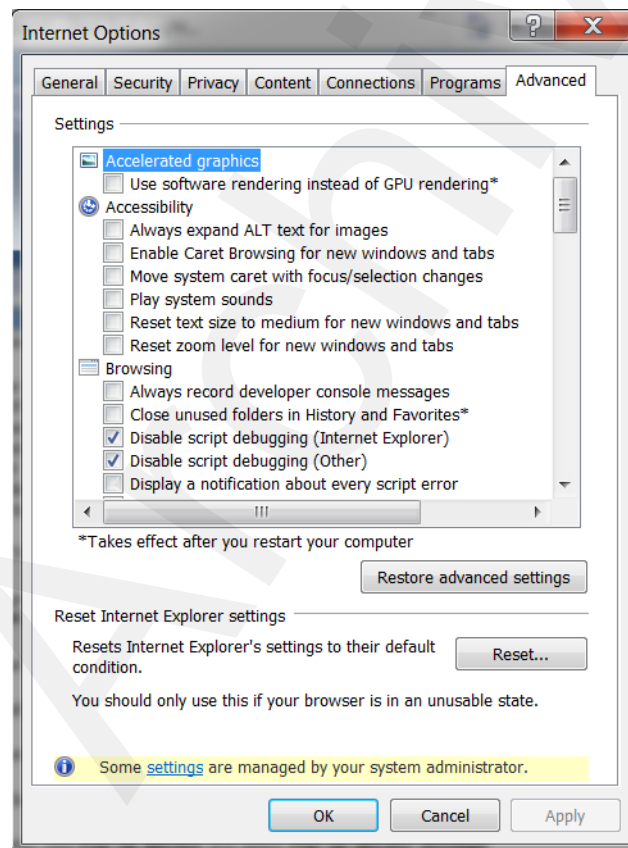 Internet Options
General Security Privacy Content Connections Programs Advanced
Settings
Accelerated graphics
Use software rendering instead of GPU rendering*
Accessibility
Always expand ALT text for images
Enable Caret Browsing for new windows and tabs
Move system caret with focus/selection changes
Play system sounds
Reset text size to medium for new windows and tabs
Reset zoom level for new windows and tabs
Browsing
Always record developer console messages
Close unused folders in History and Favorites*
Disable script debugging (Internet Explorer)
Disable script debugging (Other)
Display a notification about every script error
*Takes effect after you restart your computer
Restore advanced settings
Reset Internet Explorer settings
Resets Internet Explorer's settings to their default
condition.
Reset...
You should only use this if your browser is in an unusable state.
Some settings are managed by your system administrator.
OK Cancel Apply